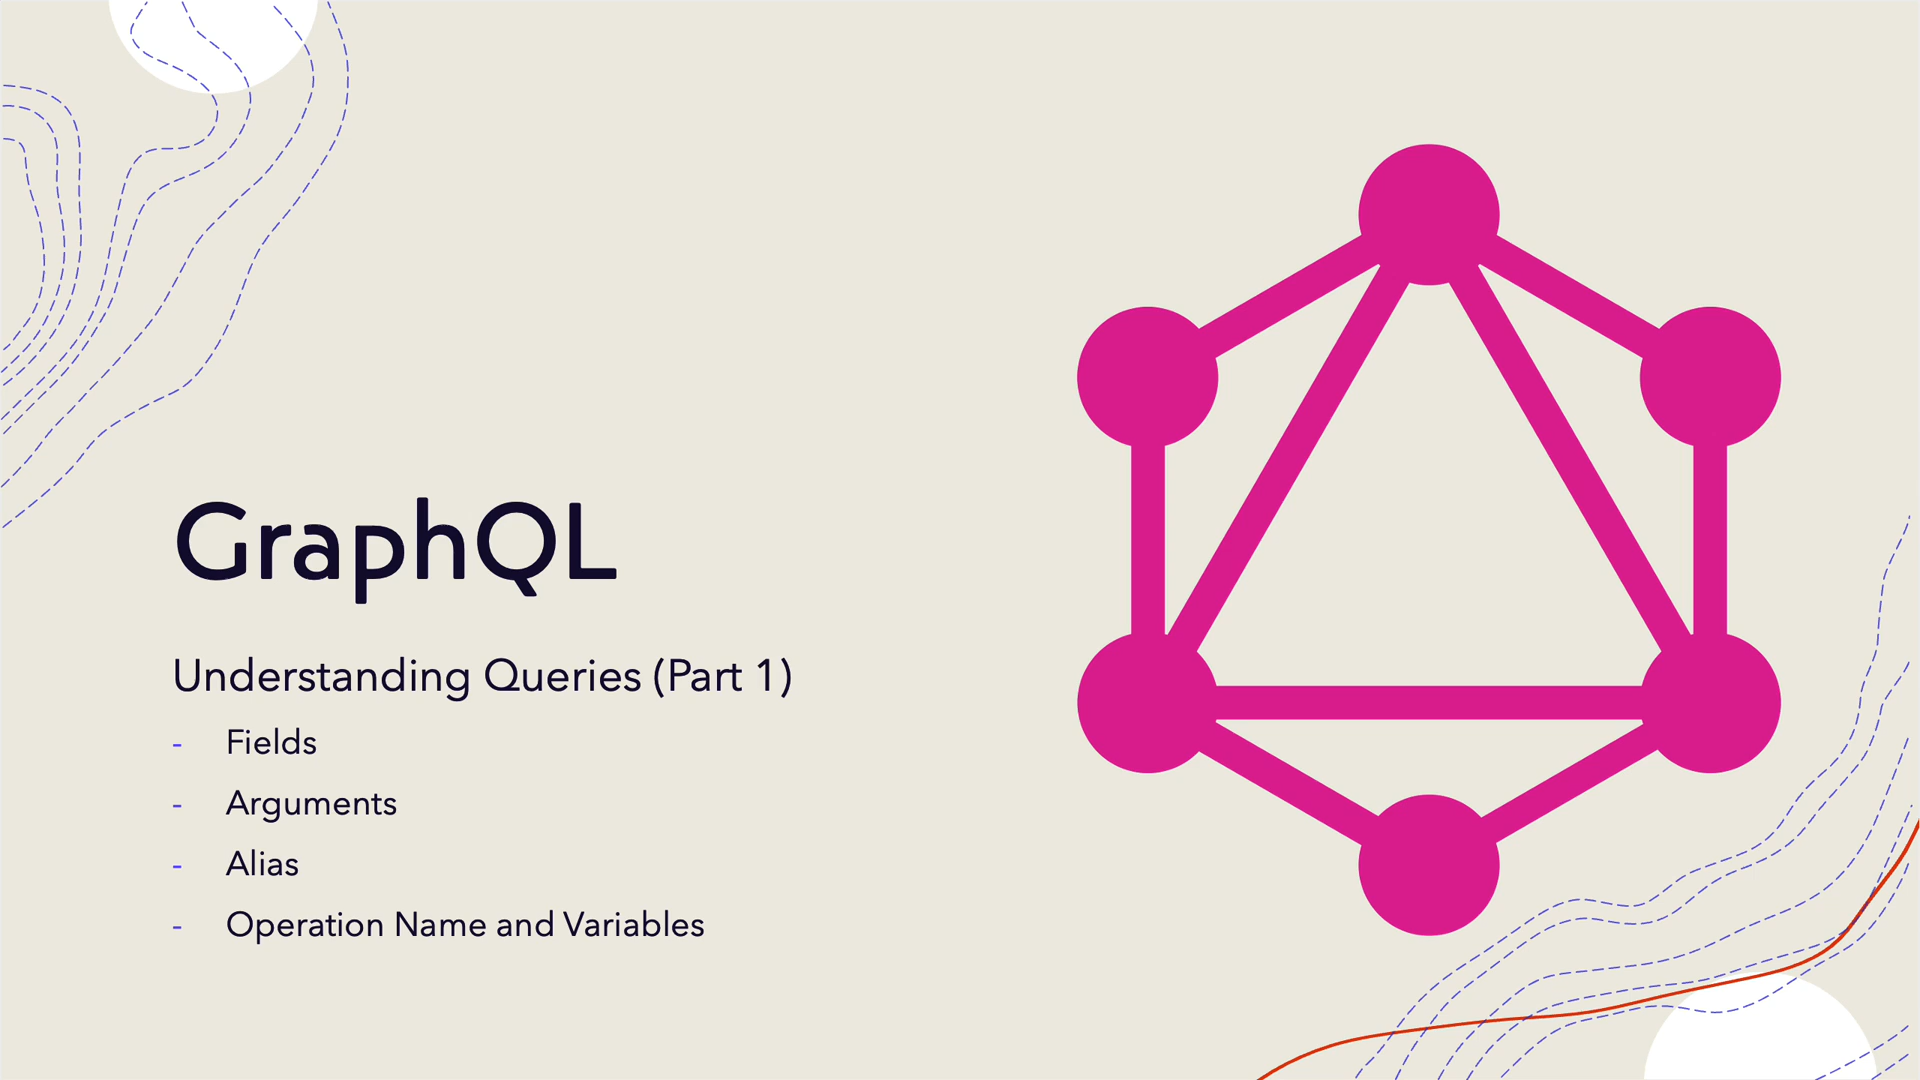 GraphQL
Understanding Queries (Part 1)
- Fields
- Arguments
- Alias
- Operation Name and Variables